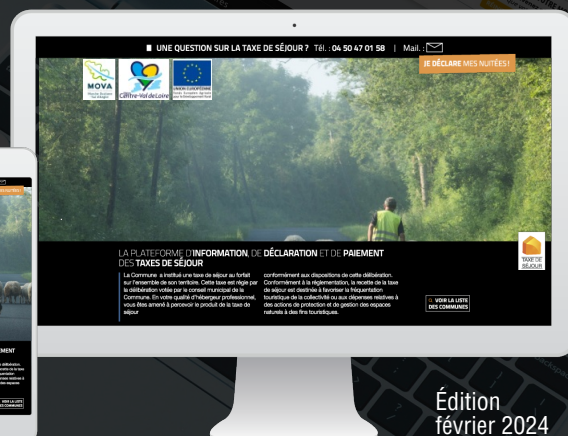 UNE QUESTION SUR LA TAXE DE SÉJOUR ? Tél. : 04 50 47 01 58 | Mail. :
JE DÉCLARE MES NUITÉES !
MOVA
Centre-Val de Loire
UNION EUROPÉENNE
LA PLATEFORME D'INFORMATION, DE DÉCLARATION ET DE PAIEMENT
DES TAXES DE SÉJOUR
La Commune a institué une taxe de séjour au forfait
sur l'ensemble de son territoire. Cette taxe est régie par
la délibération votée par le conseil municipal de la
Commune. En votre qualité d'hébergeur professionnel,
vous êtes amené à percevoir le produit de la taxe de
séjour
conformément aux dispositions de cette délibération.
Conformément à la réglementation, la recette de la taxe
de séjour est destinée à favoriser la fréquentation
touristique de la collectivité ou aux dépenses relatives à
des actions de protection et de gestion des espaces
naturels à des fins touristiques.
TAXE DE
SÉJOUR
VOIR LA LISTE
DES COMMUNES
EMENT
VOIR LA LISTE
DES COMMUNES
Édition
février 2024